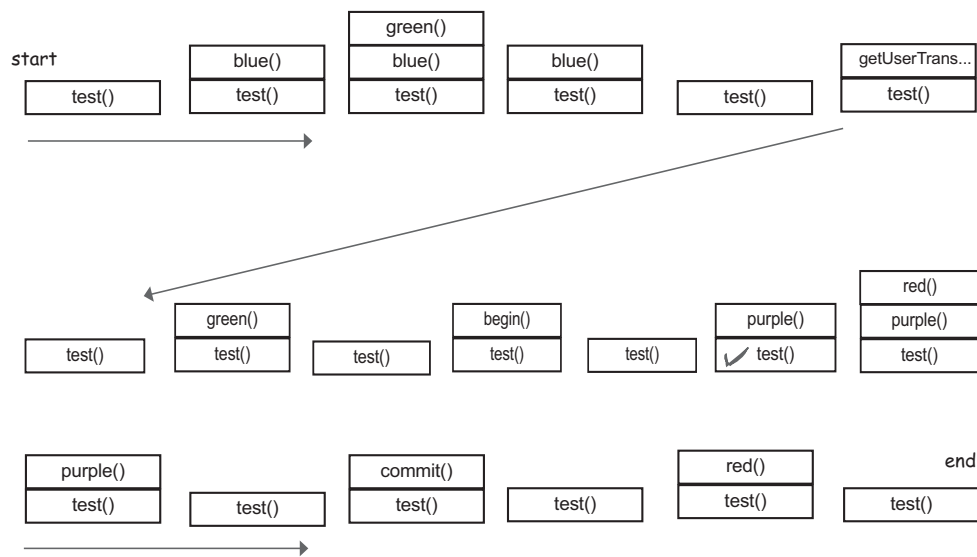 start
test()
blue()
test()
green()
blue()
test()
blue()
test()
test()
getUserTrans...
test()
test()
green()
test()
test()
begin()
test()
test()
purple()
test()
red()
purple()
test()
purple()
test()
test()
commit()
test()
test()
red()
test()
end
test()